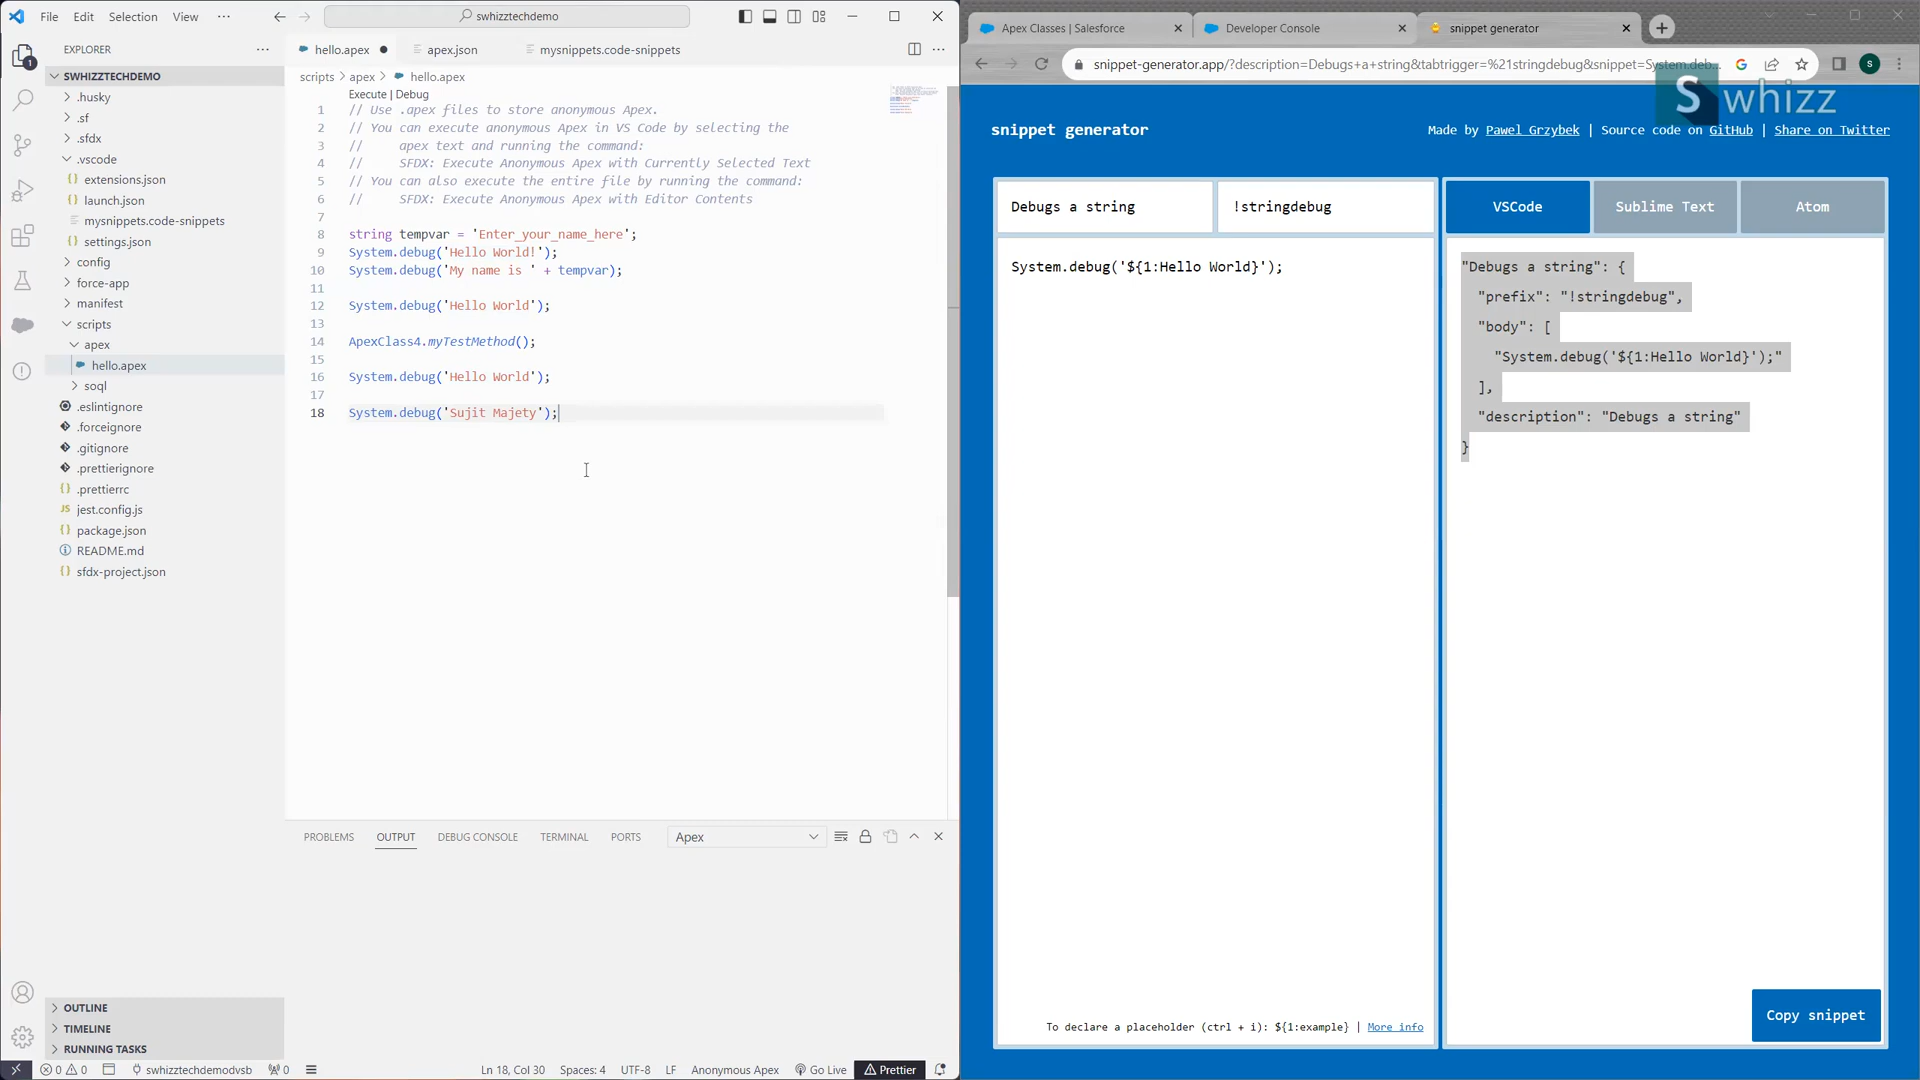 File Edit Selection View ··· swhizztechdemo
EXPLORER
SWHIZZTECHDEMO
.husky
.sf
.sfdx
.vscode
extensions.json
launch.json
mysnippets.code-snippets
settings.json
config
force-app
manifest
scripts
apex
hello.apex
soql
.eslintignore
.forceignore
.gitignore
.prettierignore
.prettierrc
jest.config.js
package.json
README.md
sfdx-project.json
OUTLINE
TIMELINE
RUNNING TASKS
hello.apex apex.json mysnippets.code-snippets
scripts > apex > hello.apex
Execute | Debug
1 // Use .apex files to store anonymous Apex.
2 // You can execute anonymous Apex in VS Code by selecting the
3 // apex text and running the command:
4 // SFDX: Execute Anonymous Apex with Currently Selected Text
5 // You can also execute the entire file by running the command:
6 // SFDX: Execute Anonymous Apex with Editor Contents
7
8 string tempvar = 'Enter_your_name_here';
9 System.debug('Hello World!');
10 System.debug('My name is ' + tempvar);
11
12 System.debug('Hello World');
13
14 ApexClass4.myTestMethod();
15
16 System.debug('Hello World');
17
18 System.debug('Sujit Majety');
PROBLEMS OUTPUT DEBUG CONSOLE TERMINAL PORTS Apex
0 0 swhizztechdemodvsb 0 Ln 18, Col 30 Spaces: 4 UTF-8 LF Anonymous Apex Go Live Prettier
Apex Classes | Salesforce Developer Console snippet generator
snippet-generator.app/?description=Debugs+a+string&tabtrigger=%21stringdebug&snippet=System.deb...
S whizz
snippet generator
Made by Pawel Grzybek | Source code on GitHub | Share on Twitter
Debugs a string !stringdebug
System.debug('${1:Hello World}');
To declare a placeholder (ctrl + i): ${1:example} | More info
VSCode Sublime Text Atom
"Debugs a string": {
"prefix": "!stringdebug",
"body": [
"System.debug('${1:Hello World}');"
],
"description": "Debugs a string"
}
Copy snippet